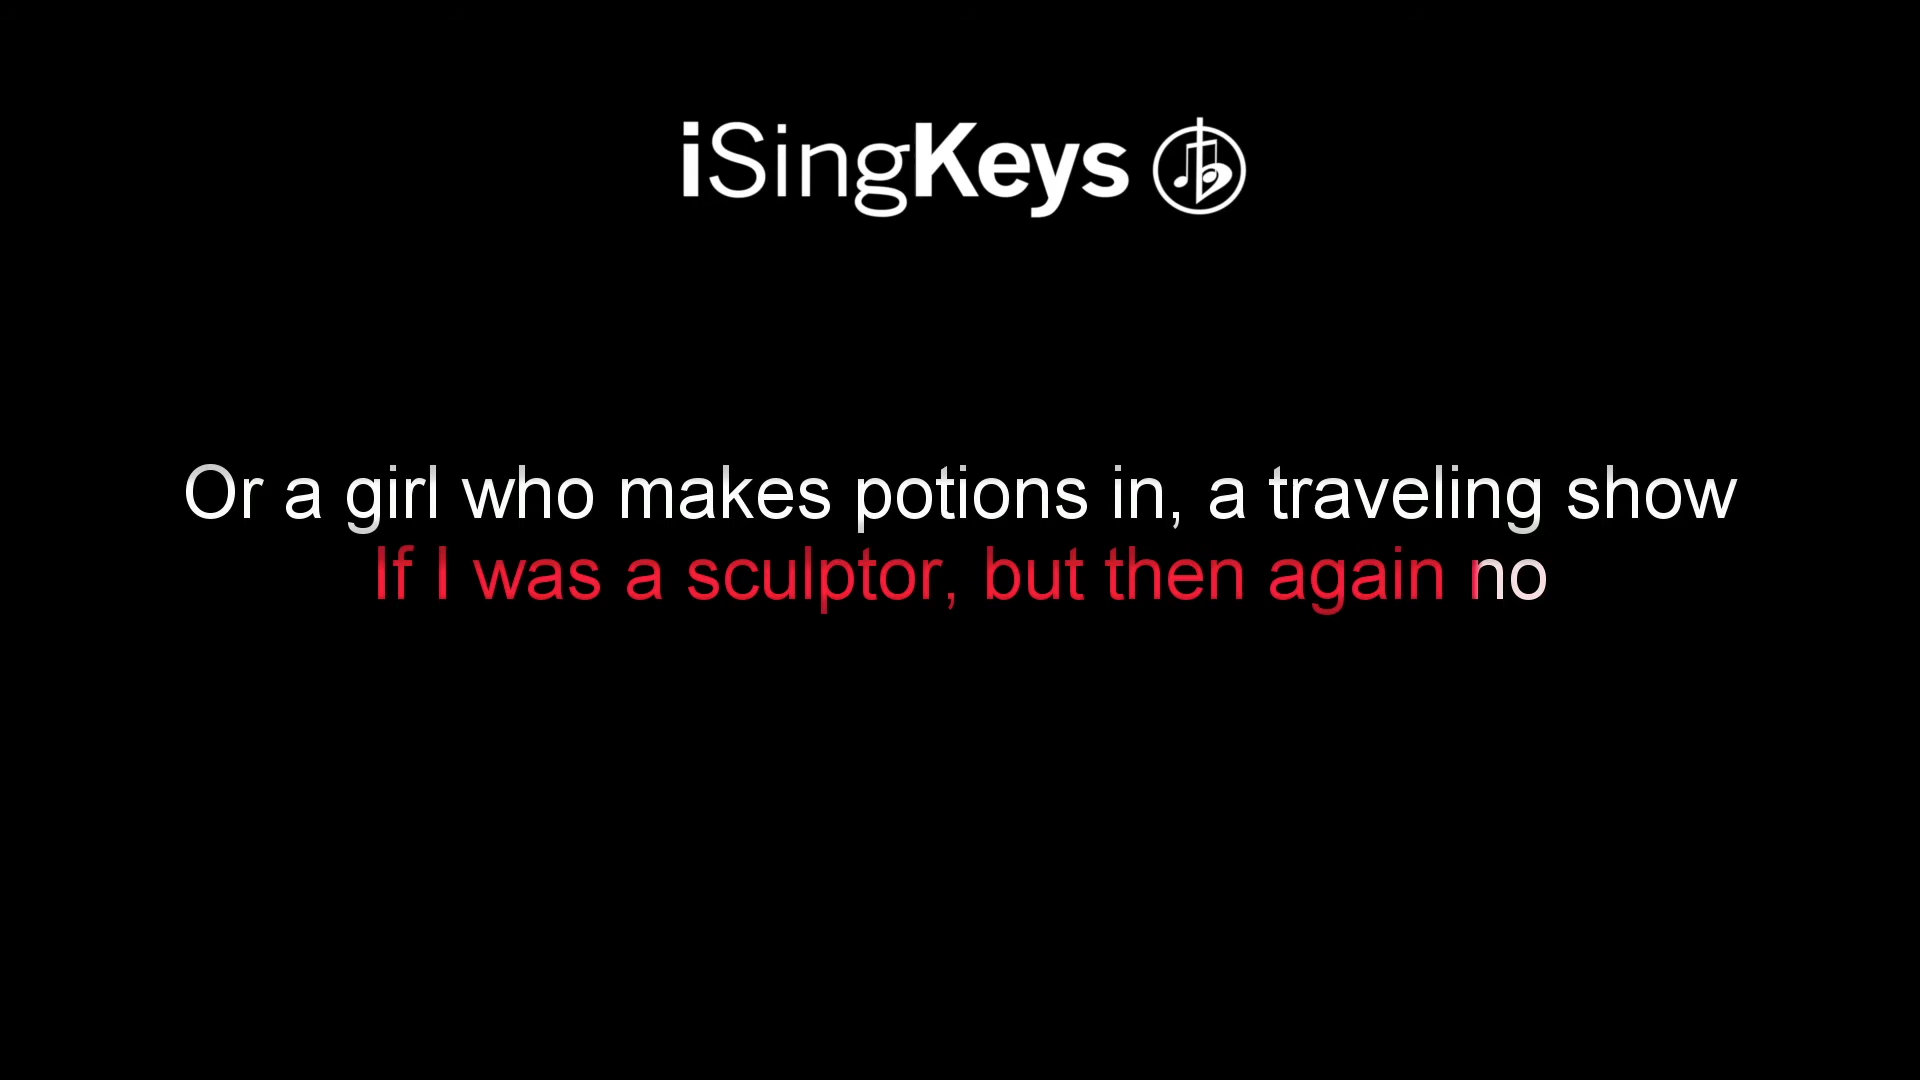 iSingKeys
Or a girl who makes potions in, a traveling show
If I was a sculptor, but then again no